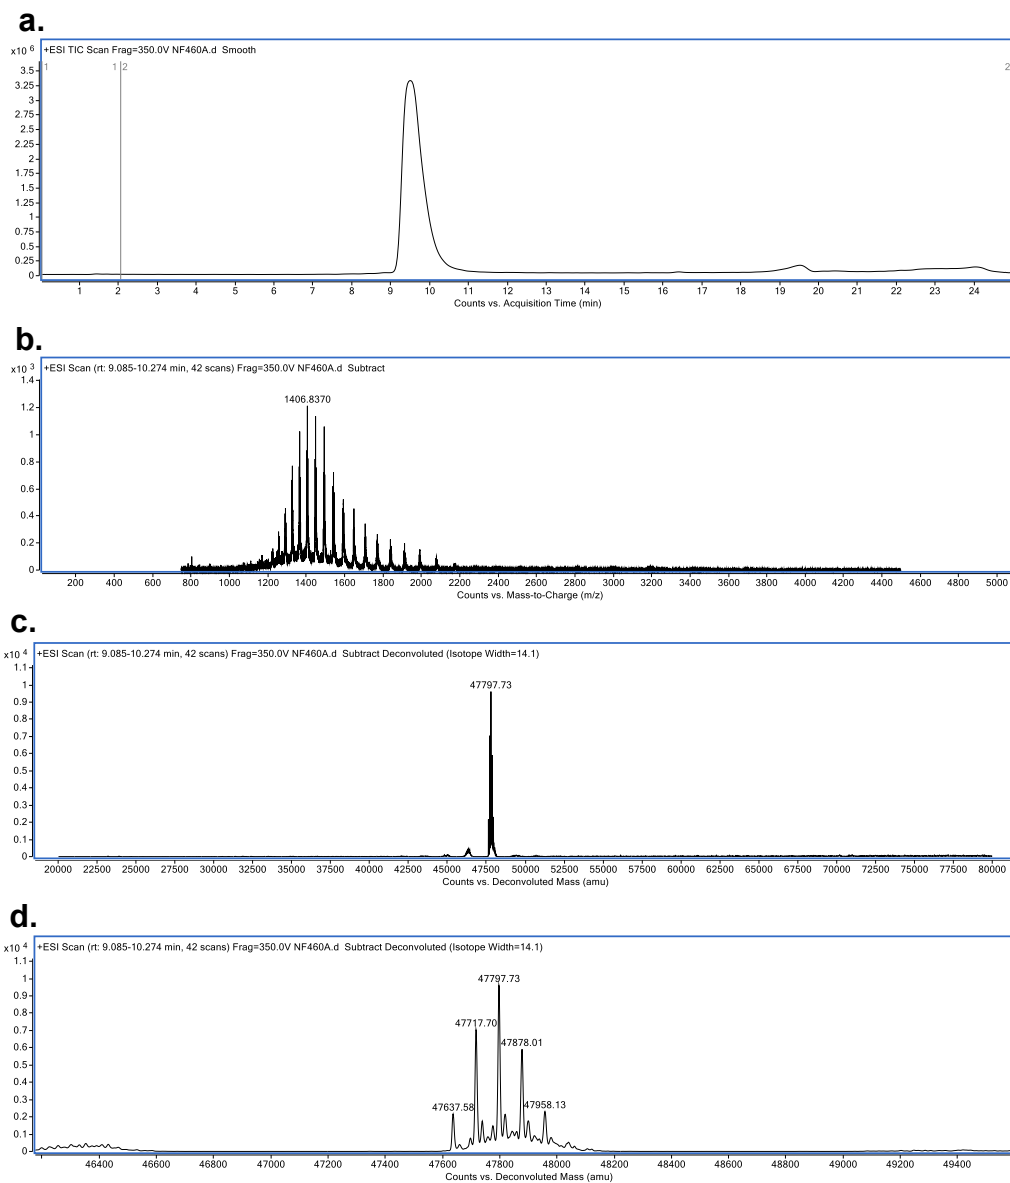 a.
x10 6
+ESI TIC Scan Frag=350.0V NF460A.d Smooth
1 1 2 2
3.5
3.25
3
2.75
2.5
2.25
2
1.75
1.5
1.25
1
0.75
0.5
0.25
0
1 2 3 4 5 6 7 8 9 10 11 12 13 14 15 16 17 18 19 20 21 22 23 24
Counts vs. Acquisition Time (min)
b.
x10 3
+ESI Scan (rt: 9.085-10.274 min, 42 scans) Frag=350.0V NF460A.d Subtract
1.4
1.2
1
0.8
0.6
0.4
0.2
0
1406.8370
200 400 600 800 1000 1200 1400 1600 1800 2000 2200 2400 2600 2800 3000 3200 3400 3600 3800 4000 4200 4400 4600 4800 5000
Counts vs. Mass-to-Charge (m/z)
c.
x10 4
+ESI Scan (rt: 9.085-10.274 min, 42 scans) Frag=350.0V NF460A.d Subtract Deconvoluted (Isotope Width=14.1)
1.1
1
0.9
0.8
0.7
0.6
0.5
0.4
0.3
0.2
0.1
0
47797.73
20000 22500 25000 27500 30000 32500 35000 37500 40000 42500 45000 47500 50000 52500 55000 57500 60000 62500 65000 67500 70000 72500 75000 77500 80000
Counts vs. Deconvoluted Mass (amu)
d.
x10 4
+ESI Scan (rt: 9.085-10.274 min, 42 scans) Frag=350.0V NF460A.d Subtract Deconvoluted (Isotope Width=14.1)
1.1
1
0.9
0.8
0.7
0.6
0.5
0.4
0.3
0.2
0.1
0
47797.73
47717.70
47878.01
47637.58
47958.13
46400 46600 46800 47000 47200 47400 47600 47800 48000 48200 48400 48600 48800 49000 49200 49400
Counts vs. Deconvoluted Mass (amu)